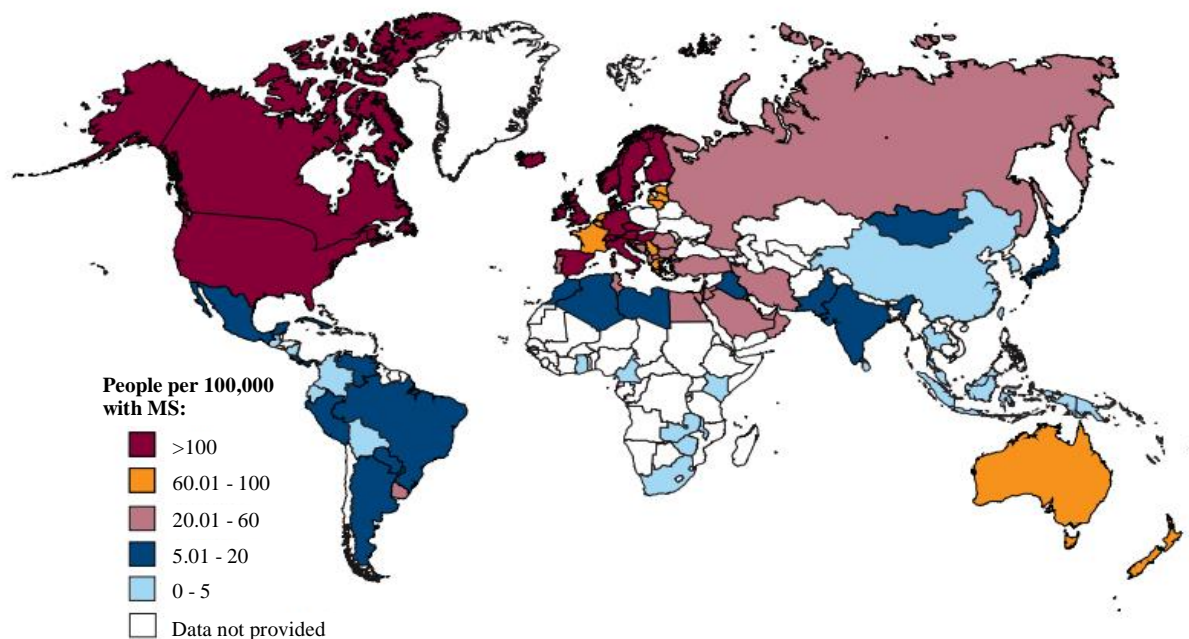 People per 100,000
with MS:
>100
60.01 - 100
20.01 - 60
5.01 - 20
0 - 5
Data not provided